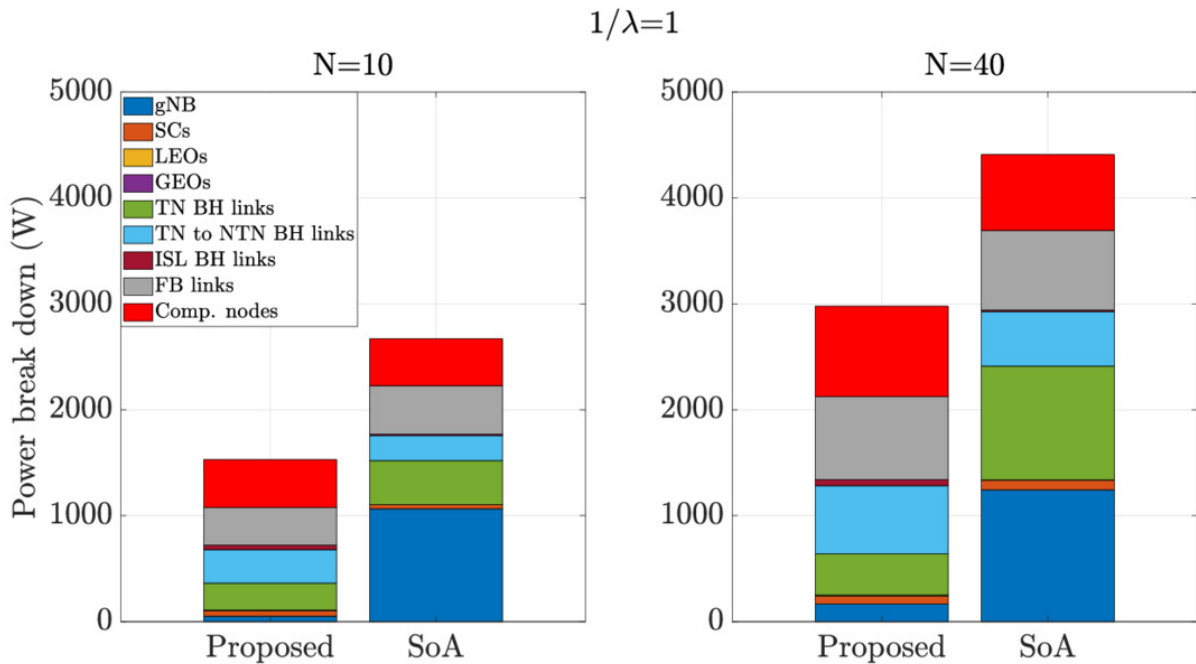 1/λ=1
N=10
N=40
Power break down (W)
5000
4000
3000
2000
1000
0
gNB
SCs
LEOs
GEOs
TN BH links
TN to NTN BH links
ISL BH links
FB links
Comp. nodes
Proposed
SoA
5000
4000
3000
2000
1000
0
Proposed
SoA